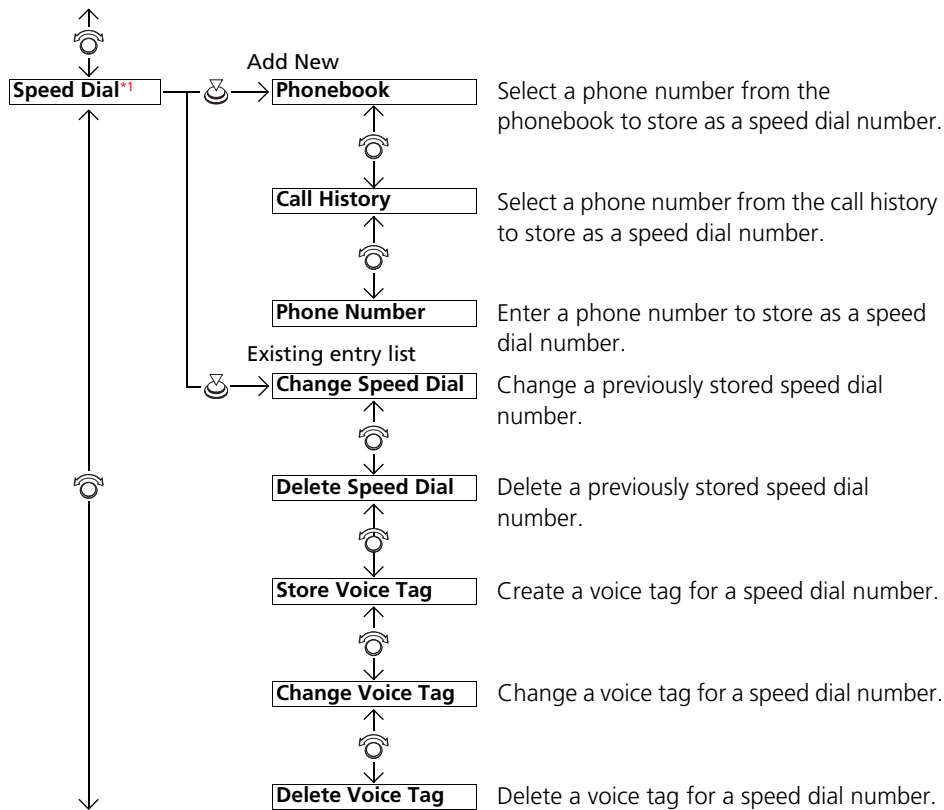 Add New
Speed Dial*1
Phonebook
Select a phone number from the
phonebook to store as a speed dial number.
Call History
Select a phone number from the call history
to store as a speed dial number.
Phone Number
Enter a phone number to store as a speed
dial number.
Existing entry list
Change Speed Dial
Change a previously stored speed dial
number.
Delete Speed Dial
Delete a previously stored speed dial
number.
Store Voice Tag
Create a voice tag for a speed dial number.
Change Voice Tag
Change a voice tag for a speed dial number.
Delete Voice Tag
Delete a voice tag for a speed dial number.